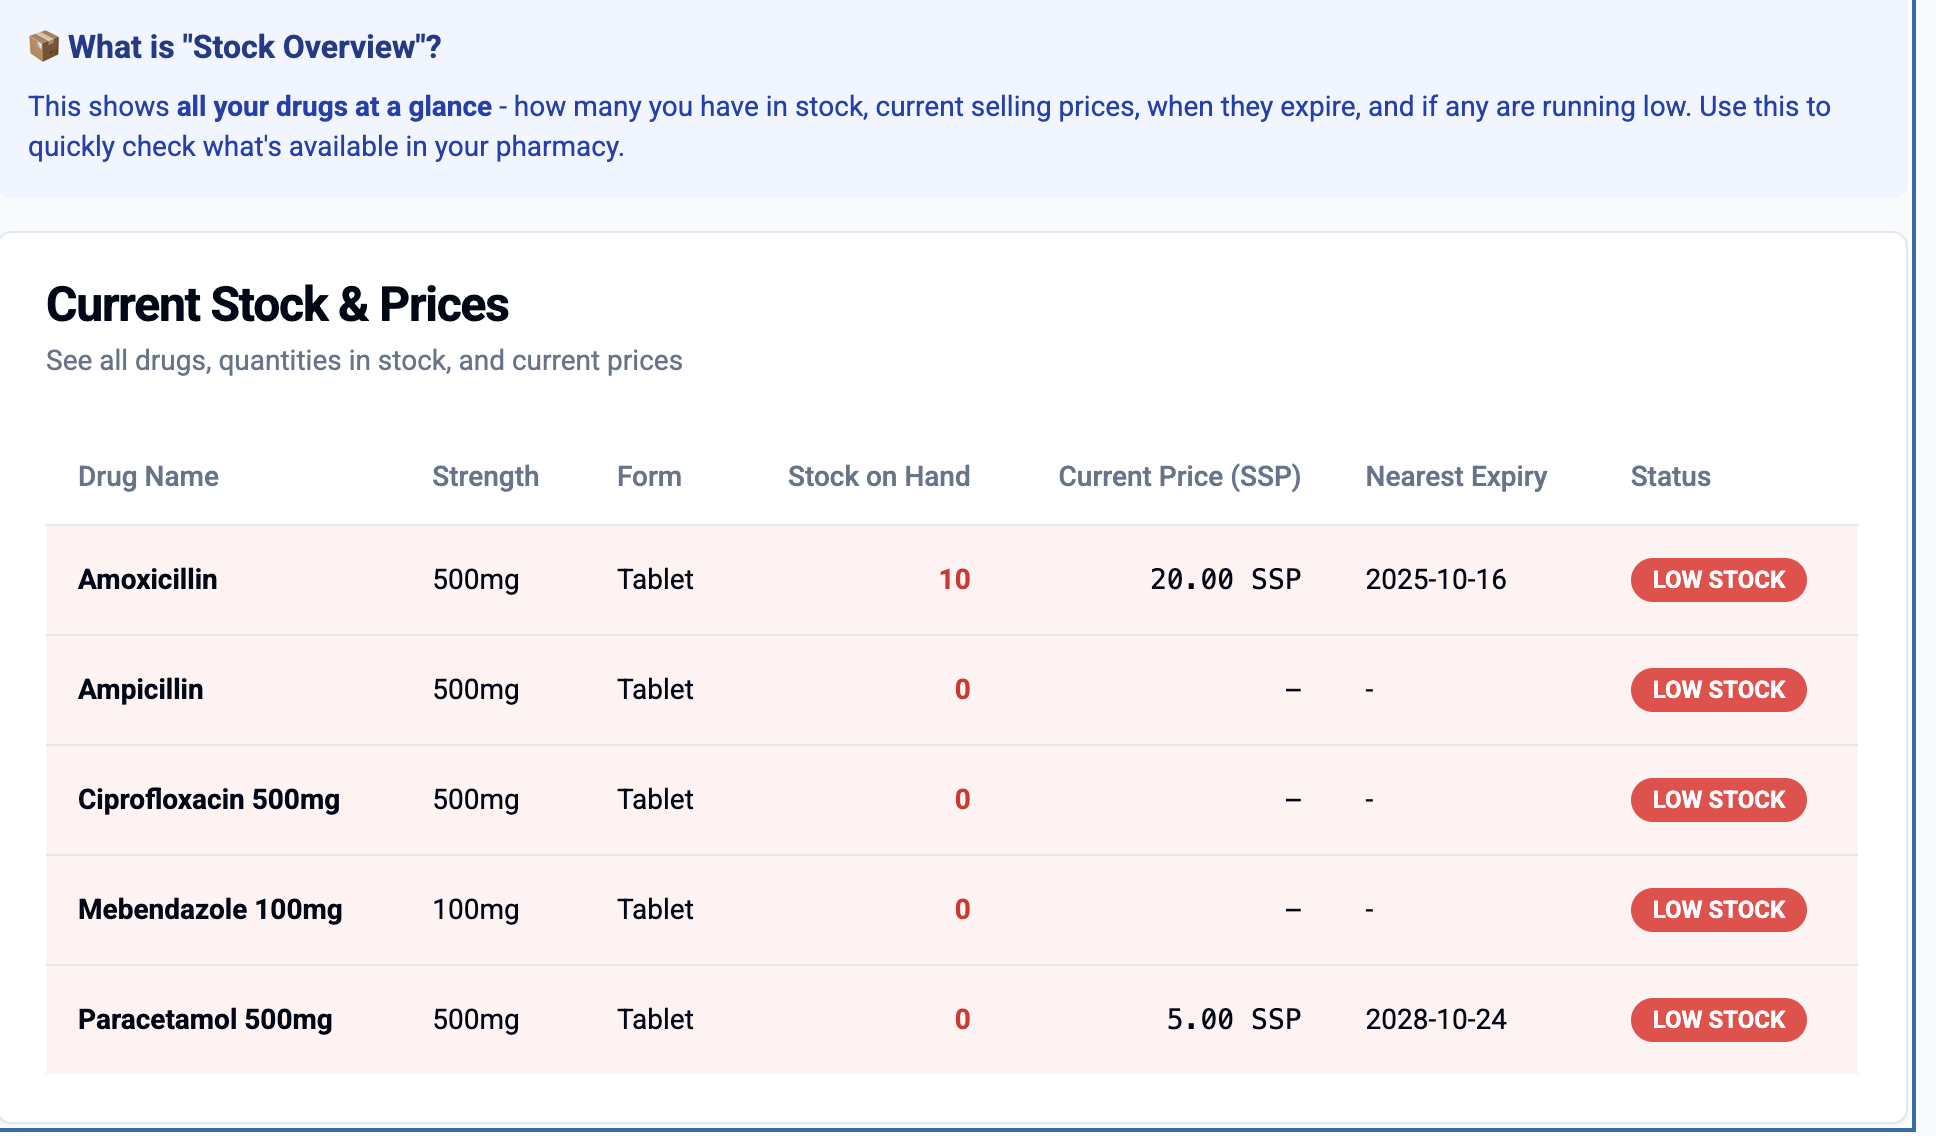 📦 What is "Stock Overview"?
This shows all your drugs at a glance - how many you have in stock, current selling prices, when they expire, and if any are running low. Use this to
quickly check what's available in your pharmacy.
Current Stock & Prices
See all drugs, quantities in stock, and current prices
Drug Name Strength Form Stock on Hand Current Price (SSP) Nearest Expiry Status
Amoxicillin 500mg Tablet 10 20.00 SSP 2025-10-16 LOW STOCK
Ampicillin 500mg Tablet 0 – - LOW STOCK
Ciprofloxacin 500mg 500mg Tablet 0 – - LOW STOCK
Mebendazole 100mg 100mg Tablet 0 – - LOW STOCK
Paracetamol 500mg 500mg Tablet 0 5.00 SSP 2028-10-24 LOW STOCK